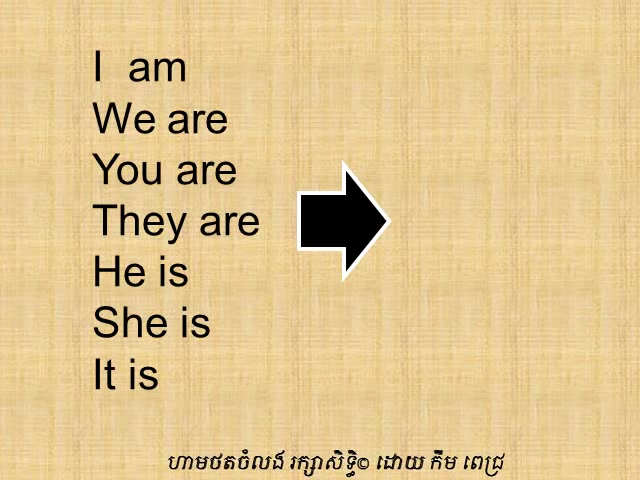 I am
We are
You are
They are
He is
She is
It is
ហាមថតចំលង រក្សាសិទ្ធិ© ដោយ កឹម ពេជ្រ